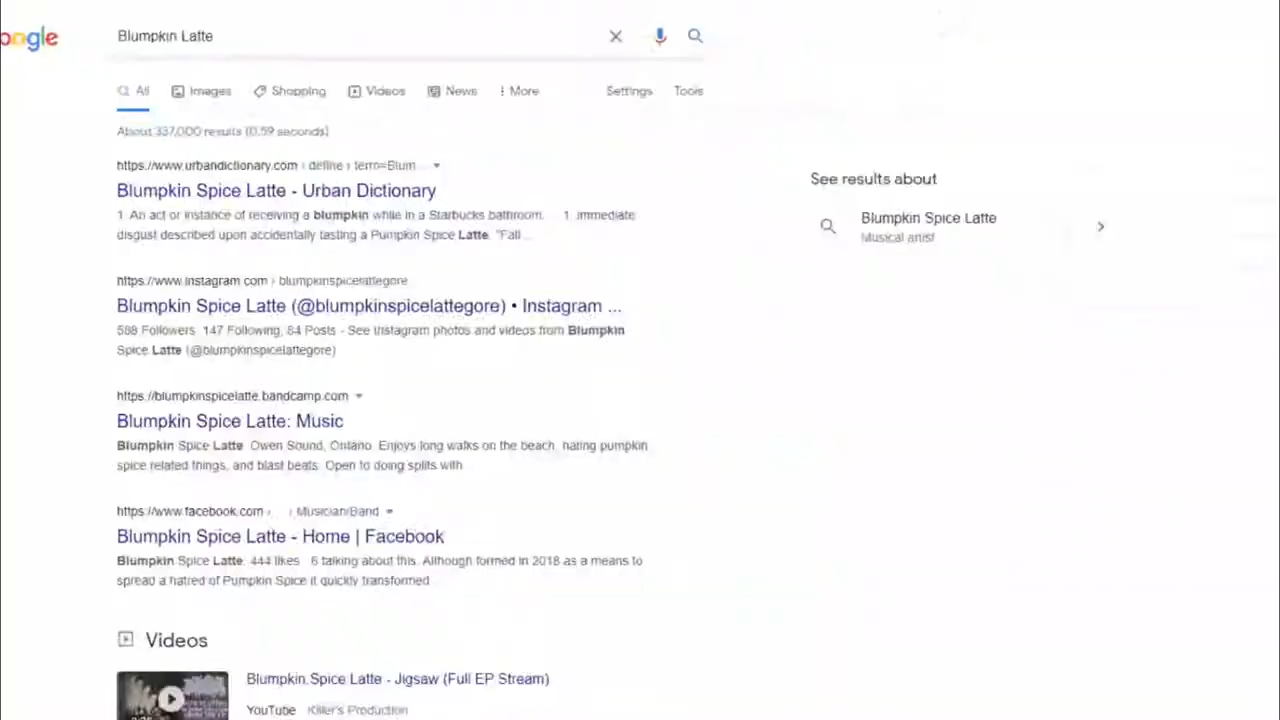 oogle
Blumpkin Latte
All Images Shopping Videos News More Settings Tools
About 337,000 results (0.59 seconds)
https://www.urbandictionary.com › define › term=Blum...
Blumpkin Spice Latte - Urban Dictionary
1. An act or instance of receiving a blumpkin while in a Starbucks bathroom. ... 1. Immediate
disgust described upon accidentally tasting a Pumpkin Spice Latte. "Fall ...
https://www.instagram.com › blumpkinspicelattegore
Blumpkin Spice Latte (@blumpkinspicelattegore) • Instagram ...
588 Followers, 147 Following, 84 Posts - See Instagram photos and videos from Blumpkin
Spice Latte (@blumpkinspicelattegore)
https://blumpkinspicelatte.bandcamp.com
Blumpkin Spice Latte: Music
Blumpkin Spice Latte. Owen Sound, Ontario. Enjoys long walks on the beach, hating pumpkin
spice related things, and blast beats. Open to doing splits with
https://www.facebook.com › ... › Musician/Band
Blumpkin Spice Latte - Home | Facebook
Blumpkin Spice Latte. 444 likes · 6 talking about this. Although formed in 2018 as a means to
spread a hatred of Pumpkin Spice it quickly transformed
Videos
Blumpkin Spice Latte - Jigsaw (Full EP Stream)
YouTube · Killer's Production
See results about
Blumpkin Spice Latte
Musical artist